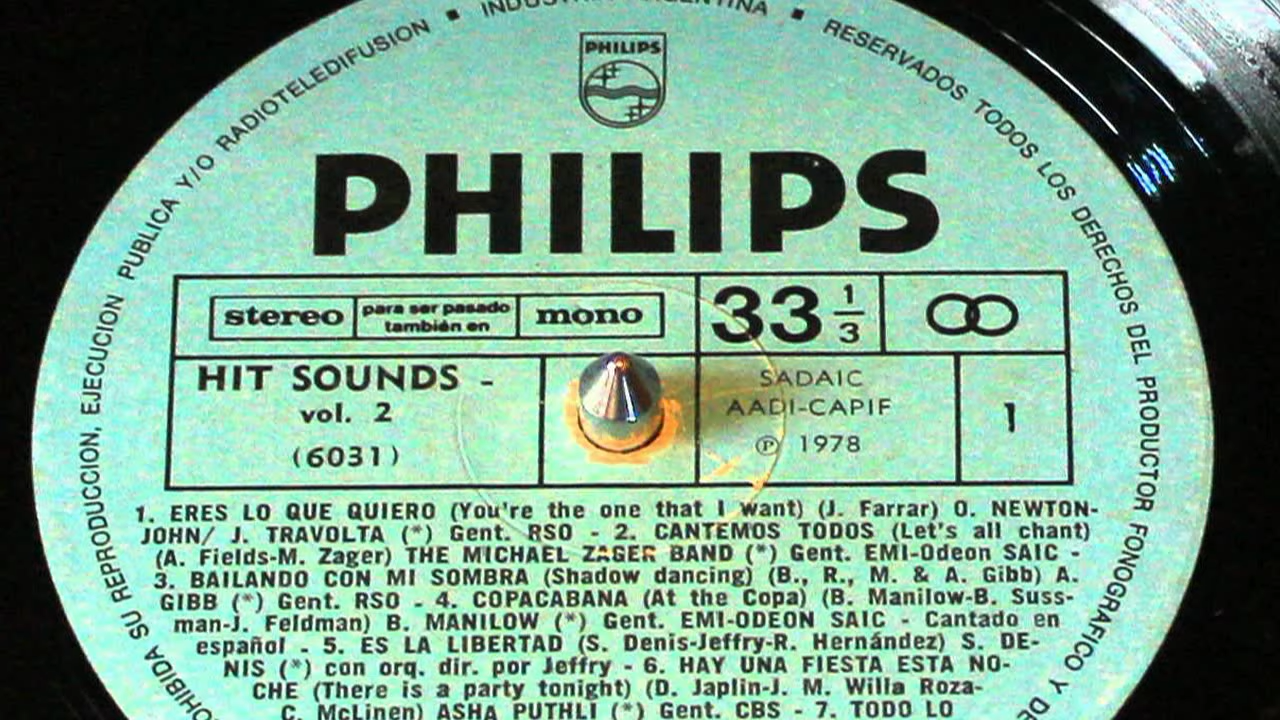 INDUSTRIA ARGENTINA ▪ RESERVADOS TODOS LOS DERECHOS DEL PRODUCTOR FONOGRAFICO Y DE
SU REPRODUCCION, EJECUCION PUBLICA Y/O RADIOTELEDIFUSION ▪
PHILIPS
PHILIPS
stereo para ser pasado también en mono 33 1/3
HIT SOUNDS -
vol. 2
(6031)
SADAIC
AADI-CAPIF
℗ 1978
1
1. ERES LO QUE QUIERO (You're the one that I want) (J. Farrar) O. NEWTON-
JOHN/ J. TRAVOLTA (*) Gent. RSO - 2. CANTEMOS TODOS (Let's all chant)
(A. Fields-M. Zager) THE MICHAEL ZAGER BAND (*) Gent. EMI-Odeon SAIC -
3. BAILANDO CON MI SOMBRA (Shadow dancing) (B., R., M. & A. Gibb) A.
GIBB (*) Gent. RSO - 4. COPACABANA (At the Copa) (B. Manilow-B. Suss-
man-J. Feldman) B. MANILOW (*) Gent. EMI-ODEON SAIC - Cantado en
español - 5. ES LA LIBERTAD (S. Denis-Jeffry-R. Hernández) S. DE-
NIS (*) con orq. dir. por Jeffry - 6. HAY UNA FIESTA ESTA NO-
CHE (There is a party tonight) (D. Japlin-J. M. Willa Roza-
C. McLinen) ASHA PUTHLI (*) Gent. CBS - 7. TODO LO